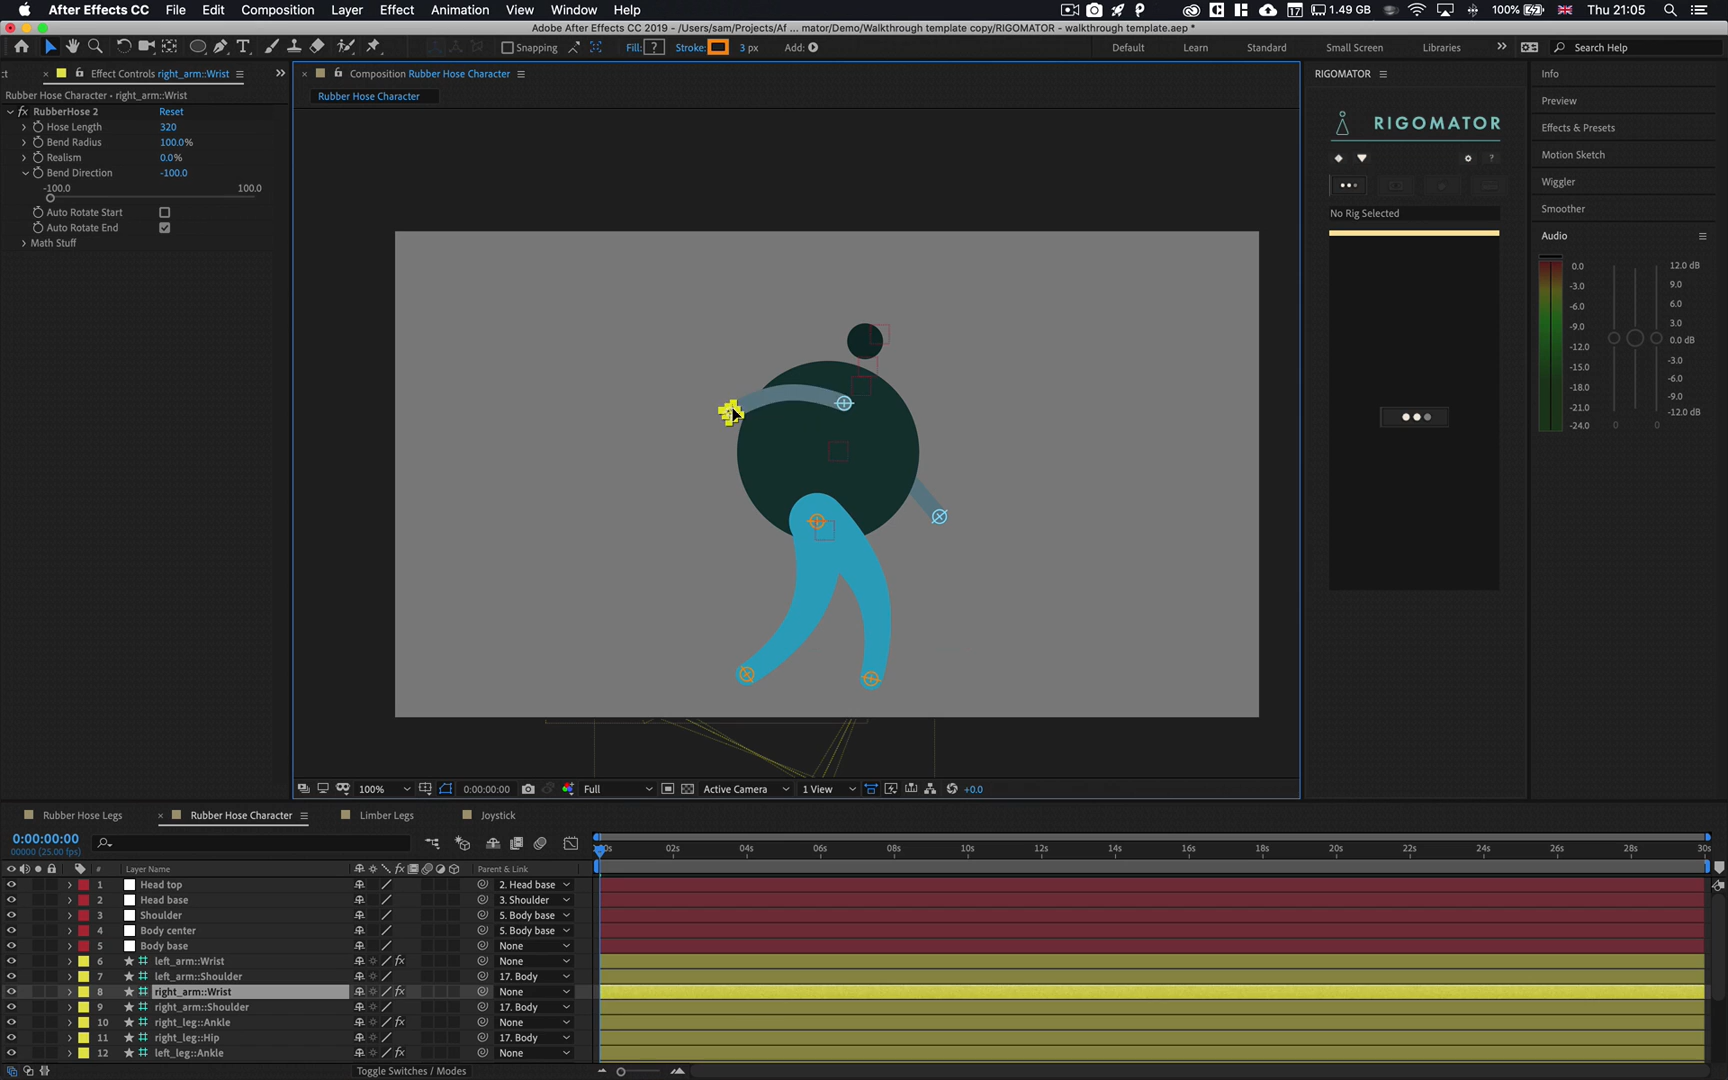 After Effects CC File Edit Composition Layer Effect Animation View Window Help 17 1.49 GB 100% Thu 21:05
Adobe After Effects CC 2019 - /Users/sam/Projects/Af ... mator/Demo/Walkthrough template copy/RIGOMATOR - walkthrough template.aep *
T Snapping Fill: ? Stroke: 3 px Add: Default Learn Standard Small Screen Libraries » Search Help
ct × Effect Controls right_arm::Wrist »
Rubber Hose Character • right_arm::Wrist
fx RubberHose 2 Reset
Hose Length 320
Bend Radius 100.0%
Realism 0.0%
Bend Direction -100.0
-100.0 100.0
Auto Rotate Start
Auto Rotate End
Math Stuff
× Composition Rubber Hose Character
Rubber Hose Character
100% 0:00:00:00 Full Active Camera 1 View +0.0
RIGOMATOR
RIGOMATOR
?
No Rig Selected
Info
Preview
Effects & Presets
Motion Sketch
Wiggler
Smoother
Audio
0.0 12.0 dB
-3.0 9.0
-6.0 6.0
-9.0 3.0
-12.0 0.0 dB
-15.0 -3.0
-18.0 -6.0
-21.0 -9.0
-24.0 -12.0 dB
0 0
Rubber Hose Legs × Rubber Hose Character Limber Legs Joystick
0:00:00:00
00000 (25.00 fps)
02s 04s 06s 08s 10s 12s 14s 16s 18s 20s 22s 24s 26s 28s 30s
# Layer Name fx Parent & Link
1 Head top 2. Head base
2 Head base 3. Shoulder
3 Shoulder 5. Body base
4 Body center 5. Body base
5 Body base None
6 left_arm::Wrist fx None
7 left_arm::Shoulder 17. Body
8 right_arm::Wrist fx None
9 right_arm::Shoulder 17. Body
10 right_leg::Ankle fx None
11 right_leg::Hip 17. Body
12 left_leg::Ankle fx None
Toggle Switches / Modes